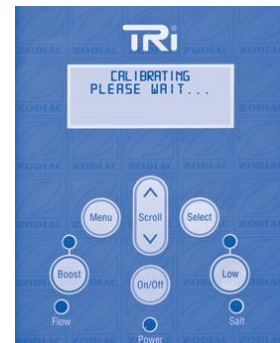 TRi
CALIBRATING
PLEASE WAIT...
Menu
Scroll
Select
Boost
On/Off
Low
Flow
Power
Salt
ZODIAC